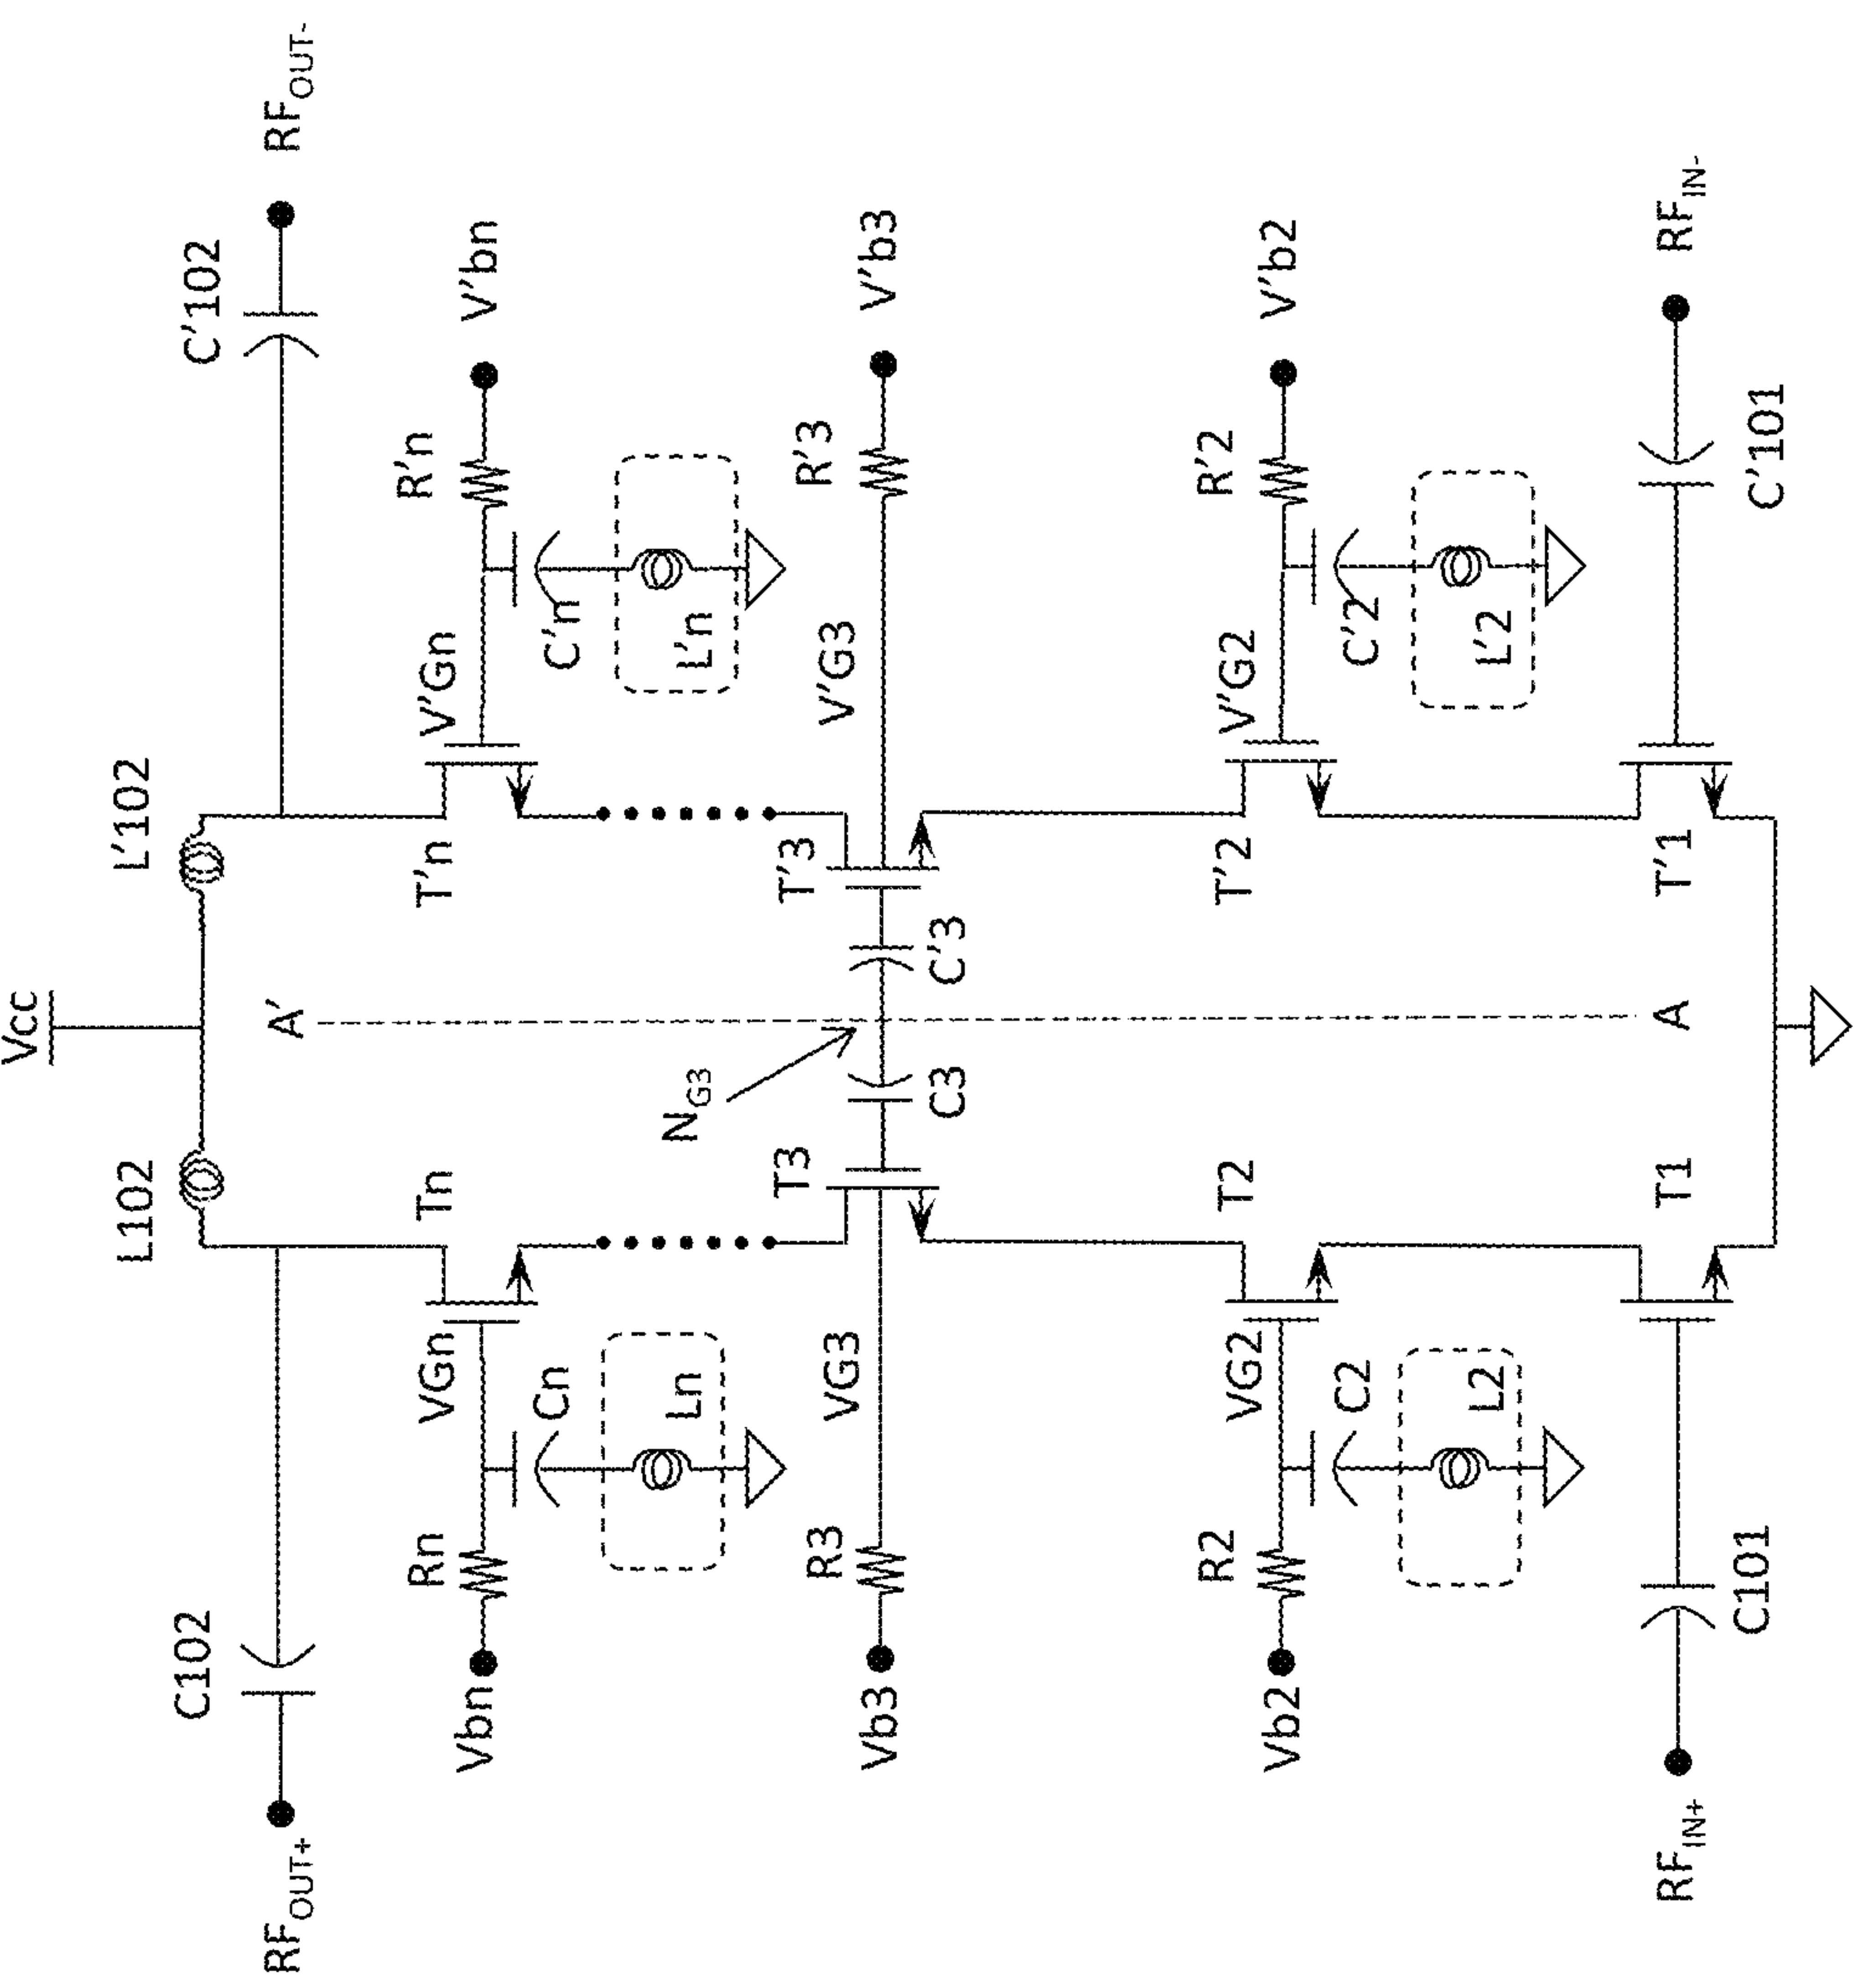 Vcc
L102
L'102
C102
C'102
RF_OUT+
RF_OUT-
A'
Tn
T'n
VGn
V'Gn
Rn
R'n
Vbn
V'bn
Cn
C'n
Ln
L'n
N_G3
T3
T'3
C3
C'3
VG3
V'G3
R3
R'3
Vb3
V'b3
T2
T'2
VG2
V'G2
R2
R'2
Vb2
V'b2
C2
C'2
L2
L'2
A
T1
T'1
C101
C'101
RF_IN+
RF_IN-